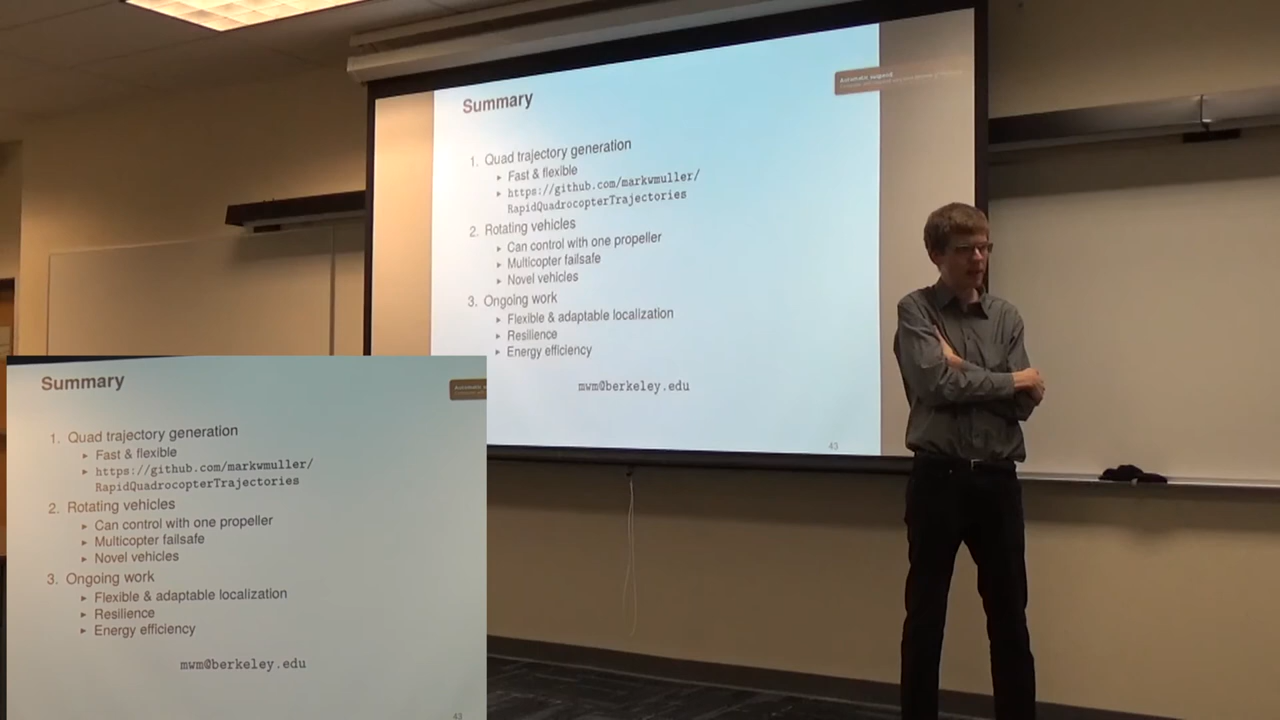 Summary
Automatic suspend
1. Quad trajectory generation
▸ Fast & flexible
▸ https://github.com/markwmuller/
RapidQuadrocopterTrajectories
2. Rotating vehicles
▸ Can control with one propeller
▸ Multicopter failsafe
▸ Novel vehicles
3. Ongoing work
▸ Flexible & adaptable localization
▸ Resilience
▸ Energy efficiency
mwm@berkeley.edu
43
Summary
Automatic
1. Quad trajectory generation
▸ Fast & flexible
▸ https://github.com/markwmuller/
RapidQuadrocopterTrajectories
2. Rotating vehicles
▸ Can control with one propeller
▸ Multicopter failsafe
▸ Novel vehicles
3. Ongoing work
▸ Flexible & adaptable localization
▸ Resilience
▸ Energy efficiency
mwm@berkeley.edu
43